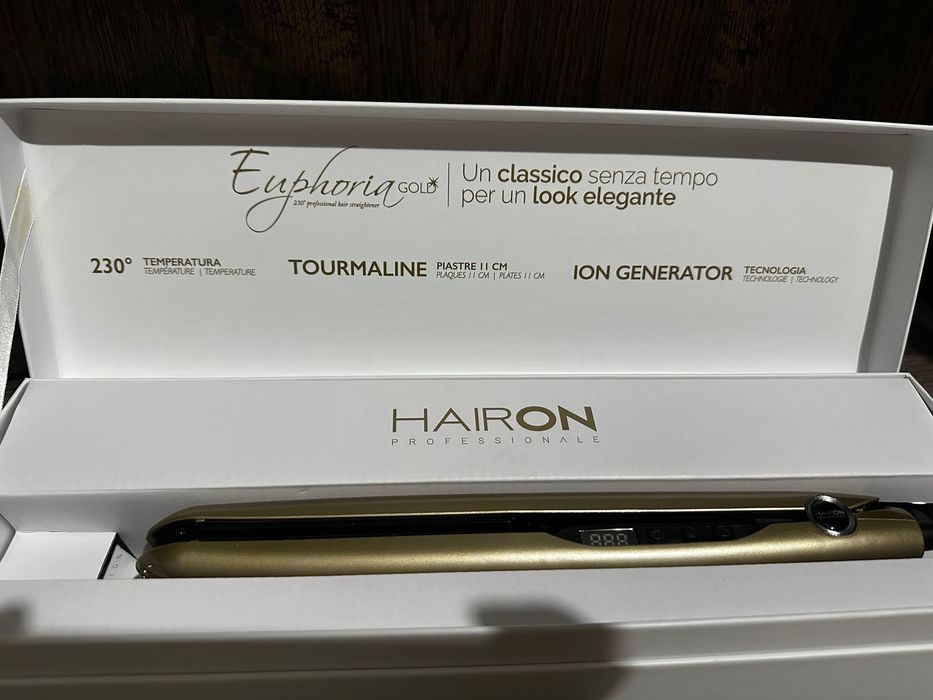 Euphoria GOLD
230° professional hair straightener
Un classico senza tempo
per un look elegante
230° TEMPERATURA
TEMPÉRATURE | TEMPERATURE
TOURMALINE PIASTRE 11 CM
PLAQUES 11 CM | PLATES 11 CM
ION GENERATOR TECNOLOGIA
TECHNOLOGIE | TECHNOLOGY
HAIRON
PROFESSIONALE
HAIRON